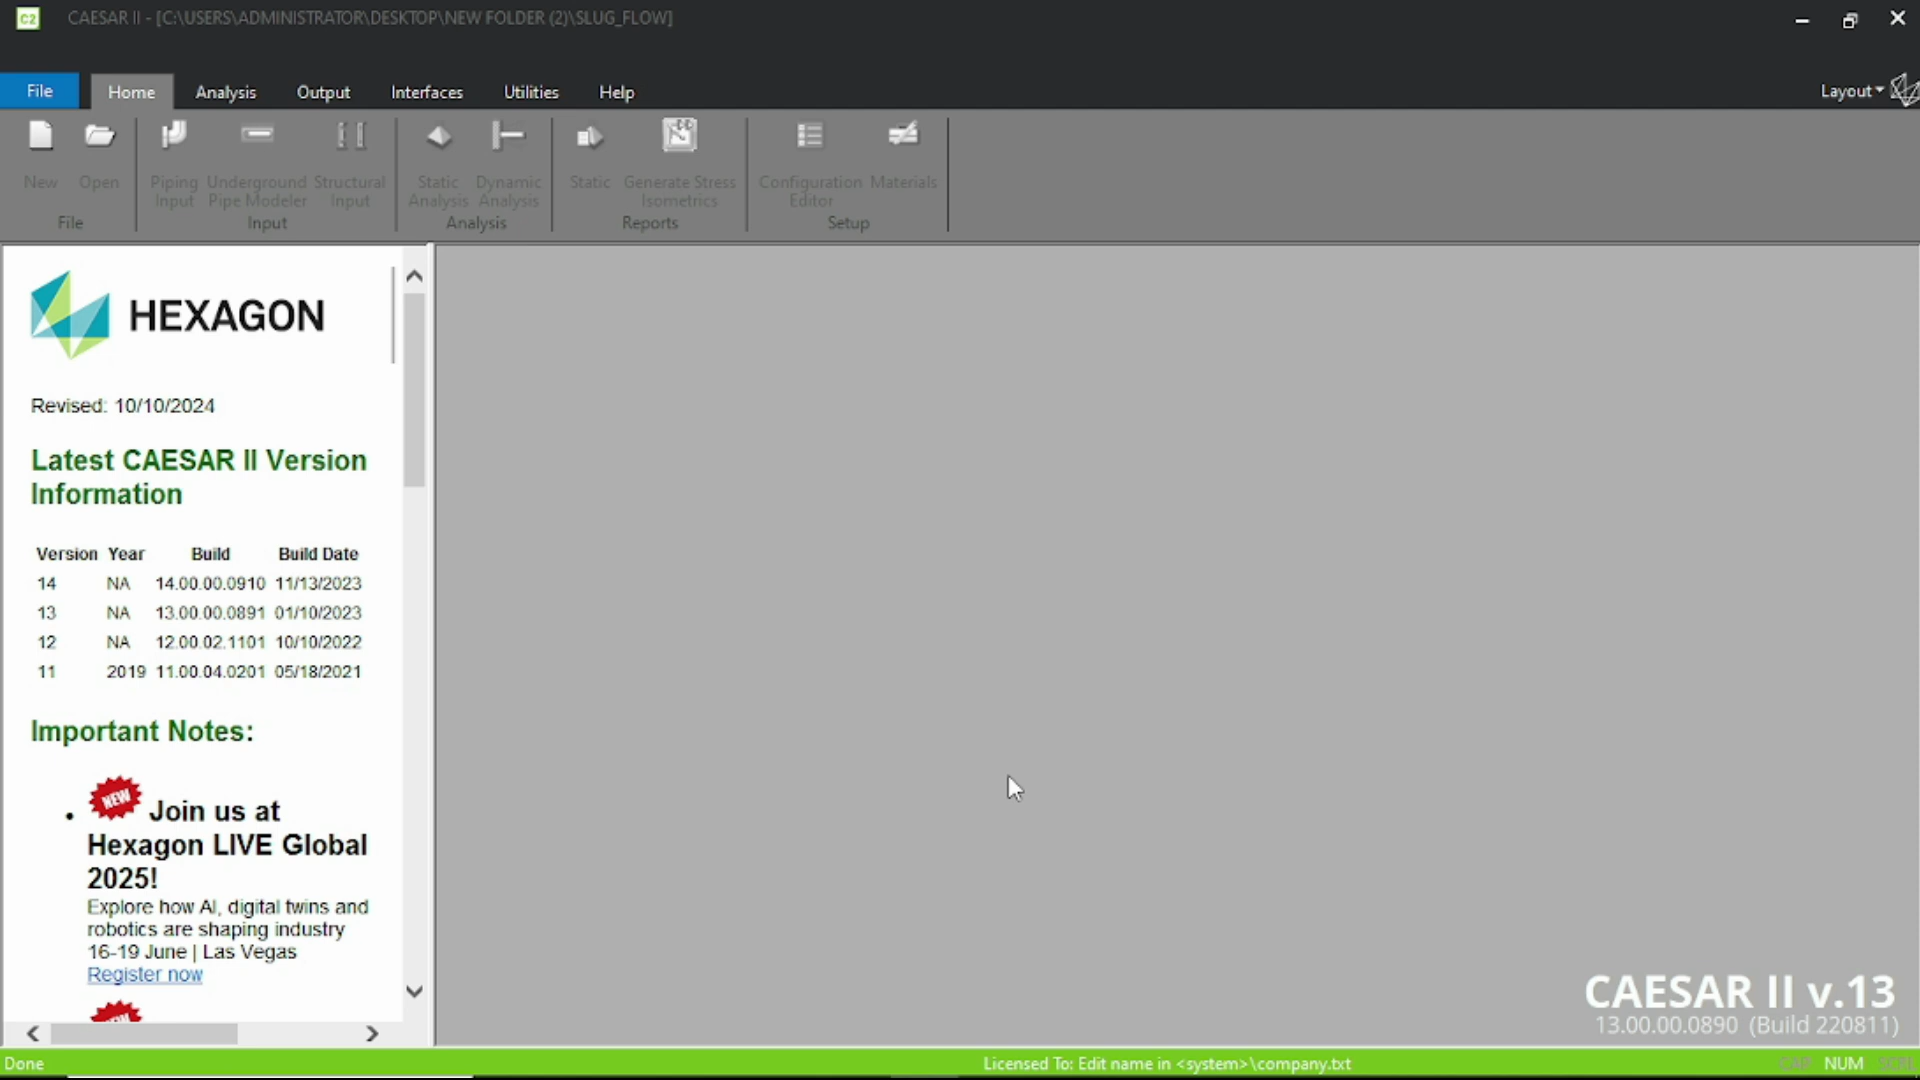 C2 CAESAR II - [C:\USERS\ADMINISTRATOR\DESKTOP\NEW FOLDER (2)\SLUG_FLOW]
File Home Analysis Output Interfaces Utilities Help Layout
New Open Piping Input Underground Pipe Modeler Structural Input Static Analysis Dynamic Analysis Static Generate Stress Isometrics Configuration Editor Materials
File Input Analysis Reports Setup
HEXAGON
Revised: 10/10/2024
Latest CAESAR II Version
Information
Version Year Build Build Date
14 NA 14.00.00.0910 11/13/2023
13 NA 13.00.00.0891 01/10/2023
12 NA 12.00.02.1101 10/10/2022
11 2019 11.00.04.0201 05/18/2021
Important Notes:
• NEW Join us at
Hexagon LIVE Global
2025!
Explore how AI, digital twins and
robotics are shaping industry
16-19 June | Las Vegas
Register now
CAESAR II v.13
13.00.00.0890 (Build 220811)
Done Licensed To: Edit name in <system>\company.txt CAP NUM SCRL